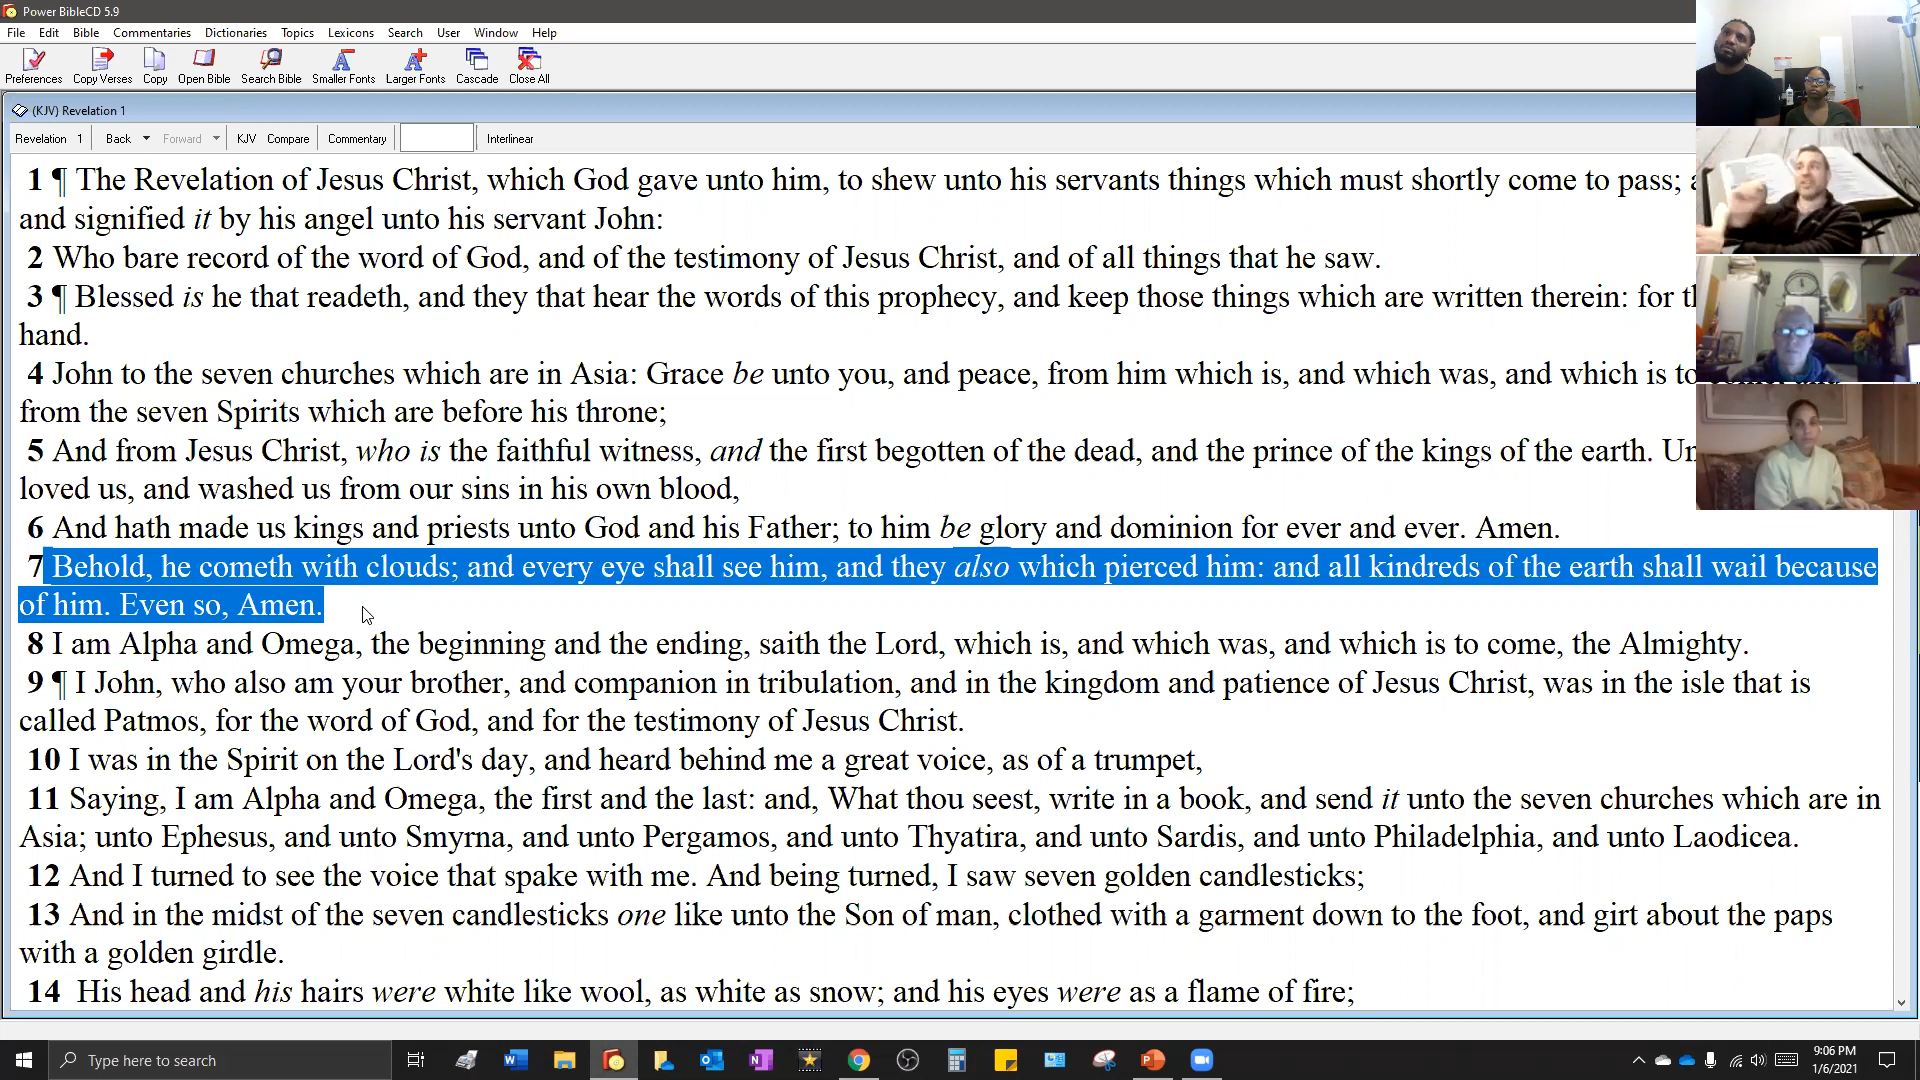 Power BibleCD 5.9
File Edit Bible Commentaries Dictionaries Topics Lexicons Search User Window Help
Preferences Copy Verses Copy Open Bible Search Bible Smaller Fonts Larger Fonts Cascade Close All
(KJV) Revelation 1
Revelation 1 Back Forward KJV Compare Commentary Interlinear
1 ¶ The Revelation of Jesus Christ, which God gave unto him, to shew unto his servants things which must shortly come to pass;
and signified it by his angel unto his servant John:
2 Who bare record of the word of God, and of the testimony of Jesus Christ, and of all things that he saw.
3 ¶ Blessed is he that readeth, and they that hear the words of this prophecy, and keep those things which are written therein: for
hand.
4 John to the seven churches which are in Asia: Grace be unto you, and peace, from him which is, and which was, and which is to
from the seven Spirits which are before his throne;
5 And from Jesus Christ, who is the faithful witness, and the first begotten of the dead, and the prince of the kings of the earth.
loved us, and washed us from our sins in his own blood,
6 And hath made us kings and priests unto God and his Father; to him be glory and dominion for ever and ever. Amen.
7 Behold, he cometh with clouds; and every eye shall see him, and they also which pierced him: and all kindreds of the earth shall wail because
of him. Even so, Amen.
8 I am Alpha and Omega, the beginning and the ending, saith the Lord, which is, and which was, and which is to come, the Almighty.
9 ¶ I John, who also am your brother, and companion in tribulation, and in the kingdom and patience of Jesus Christ, was in the isle that is
called Patmos, for the word of God, and for the testimony of Jesus Christ.
10 I was in the Spirit on the Lord's day, and heard behind me a great voice, as of a trumpet,
11 Saying, I am Alpha and Omega, the first and the last: and, What thou seest, write in a book, and send it unto the seven churches which are in
Asia; unto Ephesus, and unto Smyrna, and unto Pergamos, and unto Thyatira, and unto Sardis, and unto Philadelphia, and unto Laodicea.
12 And I turned to see the voice that spake with me. And being turned, I saw seven golden candlesticks;
13 And in the midst of the seven candlesticks one like unto the Son of man, clothed with a garment down to the foot, and girt about the paps
with a golden girdle.
14 His head and his hairs were white like wool, as white as snow; and his eyes were as a flame of fire;
Type here to search
9:06 PM
1/6/2021